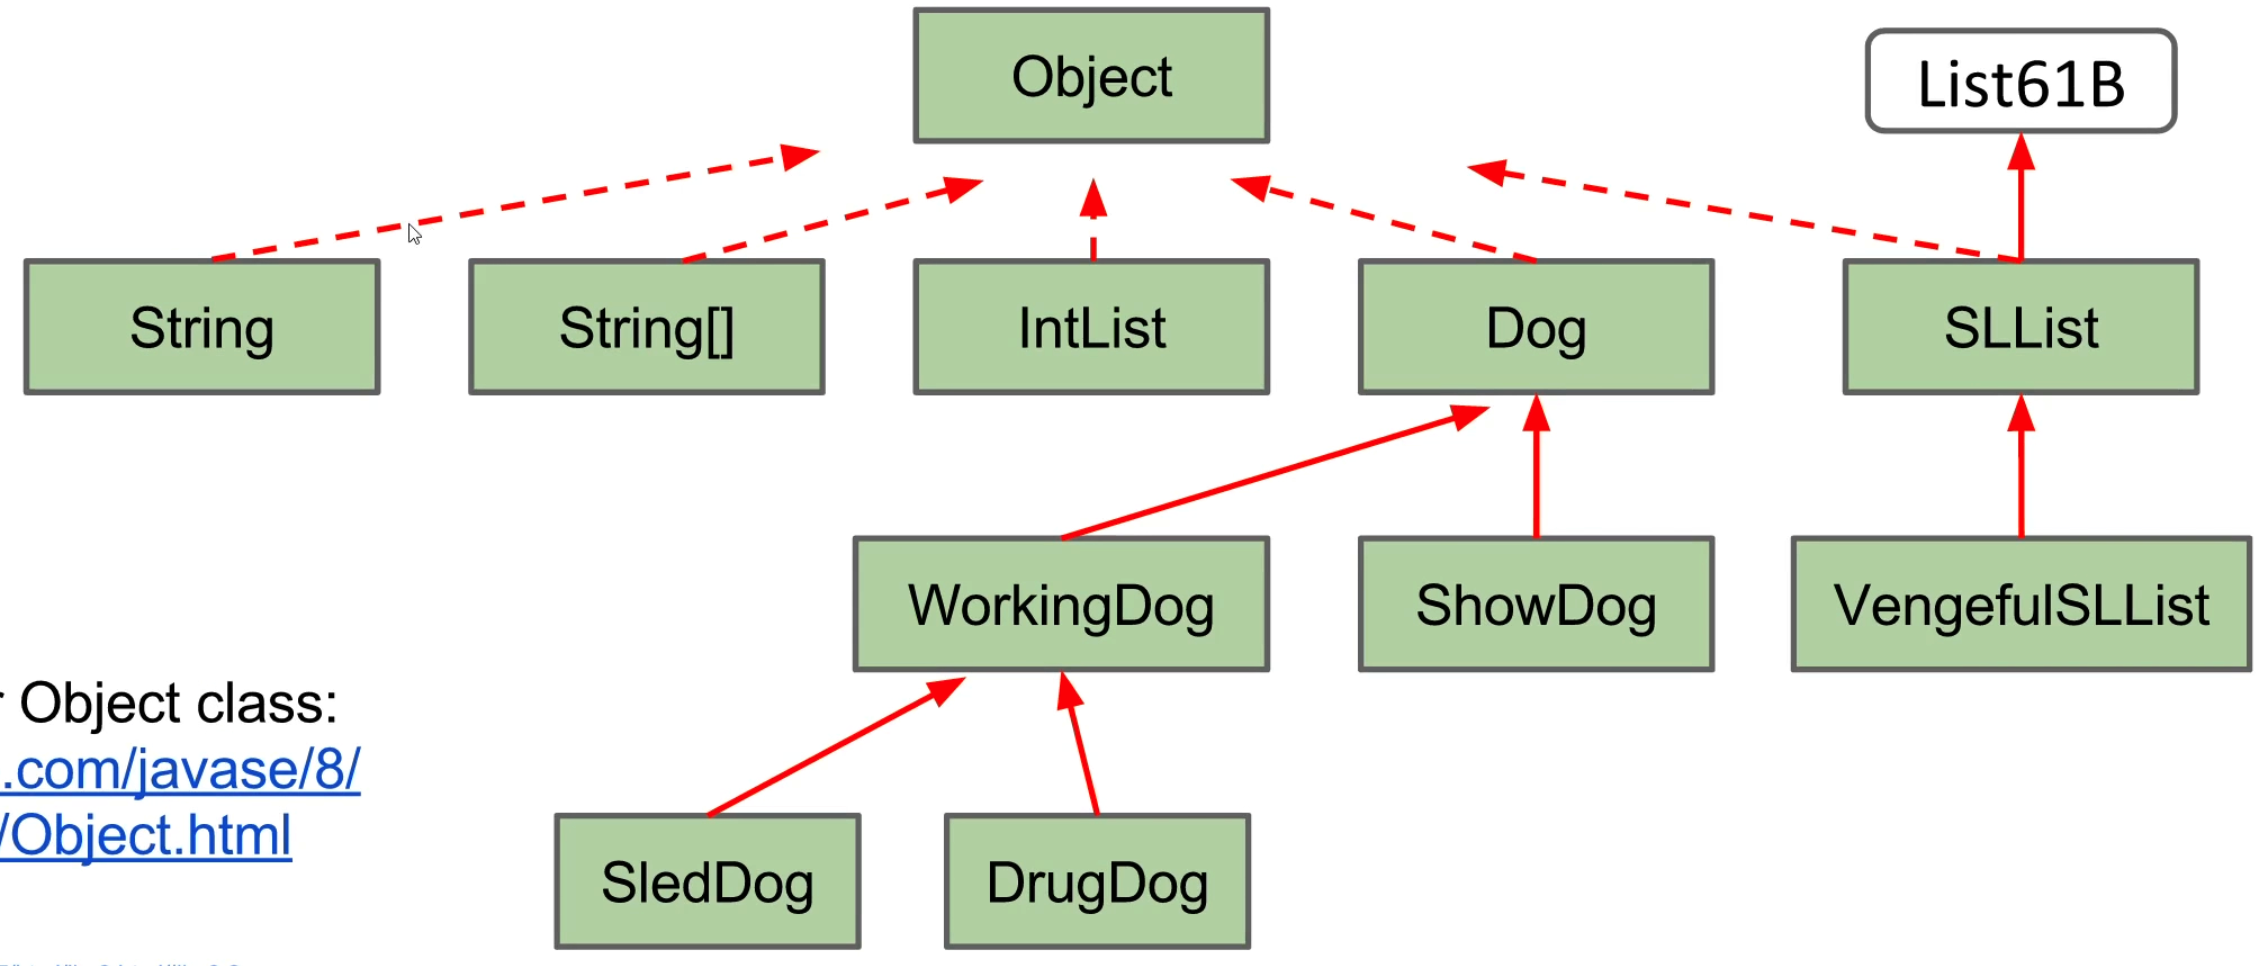 Object
List61B
String
String[]
IntList
Dog
SLList
WorkingDog
ShowDog
VengefulSLList
Object class:
.com/javase/8/
/Object.html
SledDog
DrugDog